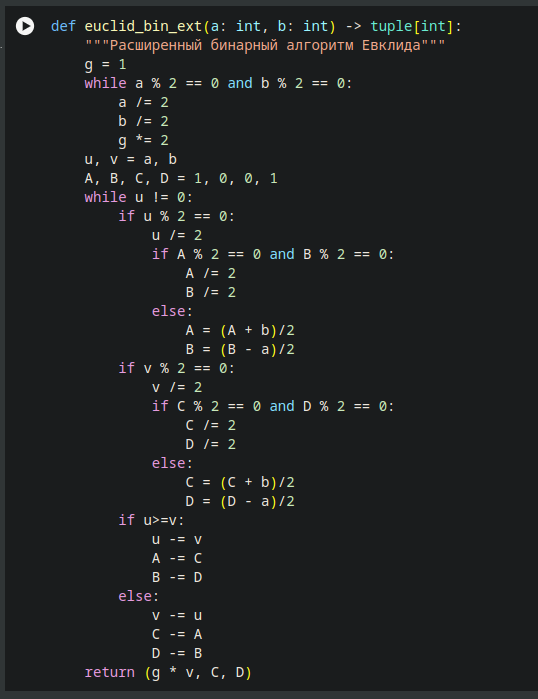 def euclid_bin_ext(a: int, b: int) -> tuple[int]:
    """Расширенный бинарный алгоритм Евклида"""
    g = 1
    while a % 2 == 0 and b % 2 == 0:
        a /= 2
        b /= 2
        g *= 2
    u, v = a, b
    A, B, C, D = 1, 0, 0, 1
    while u != 0:
        if u % 2 == 0:
            u /= 2
            if A % 2 == 0 and B % 2 == 0:
                A /= 2
                B /= 2
            else:
                A = (A + b)/2
                B = (B - a)/2
        if v % 2 == 0:
            v /= 2
            if C % 2 == 0 and D % 2 == 0:
                C /= 2
                D /= 2
            else:
                C = (C + b)/2
                D = (D - a)/2
        if u>=v:
            u -= v
            A -= C
            B -= D
        else:
            v -= u
            C -= A
            D -= B
    return (g * v, C, D)